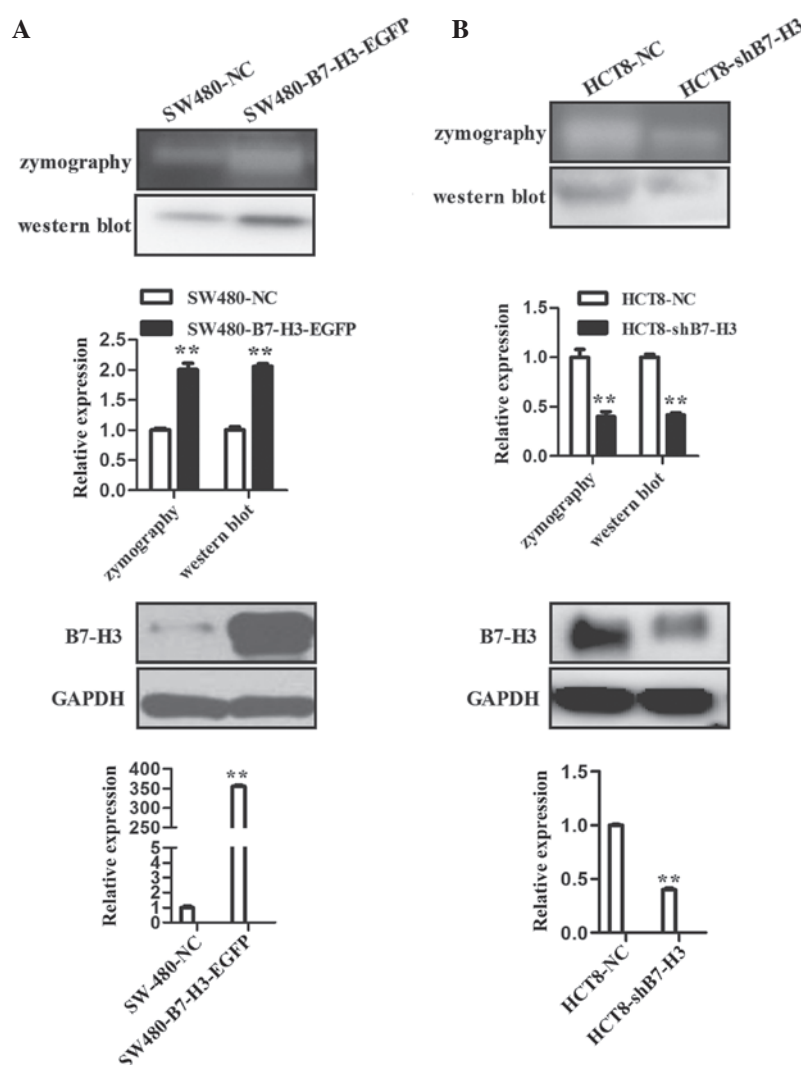 A
SW480-NC
SW480-B7-H3-EGFP
zymography
western blot
SW480-NC
SW480-B7-H3-EGFP
Relative expression
2.5
2.0
1.5
1.0
0.5
0.0
**
**
zymography
western blot
B7-H3
GAPDH
Relative expression
400
350
300
250
5
4
3
2
1
0
**
SW-480-NC
SW480-B7-H3-EGFP
B
HCT8-NC
HCT8-shB7-H3
zymography
western blot
HCT8-NC
HCT8-shB7-H3
Relative expression
1.5
1.0
0.5
0.0
**
**
zymography
western blot
B7-H3
GAPDH
Relative expression
1.5
1.0
0.5
0.0
**
HCT8-NC
HCT8-shB7-H3